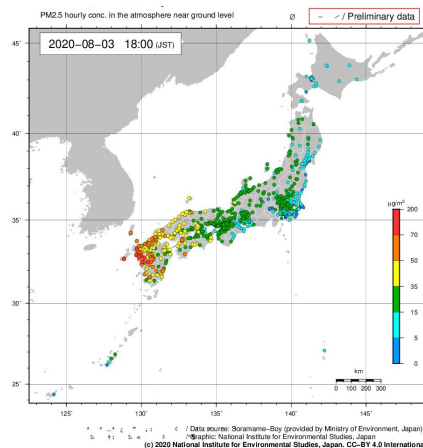 PM2.5 hourly conc. in the atmosphere near ground level
/ Preliminary data
2020-08-03 18:00 (JST)
45°
40°
35°
30°
25°
125°
130°
135°
140°
145°
μg/m³
200
70
50
35
15
5
0
km
0 100 200 300
/ Data source: Soramame-Boy (provided by Ministry of Environment, Japan)
Graphic: National Institute for Environmental Studies, Japan
(c) 2020 National Institute for Environmental Studies, Japan. CC-BY 4.0 Internationa